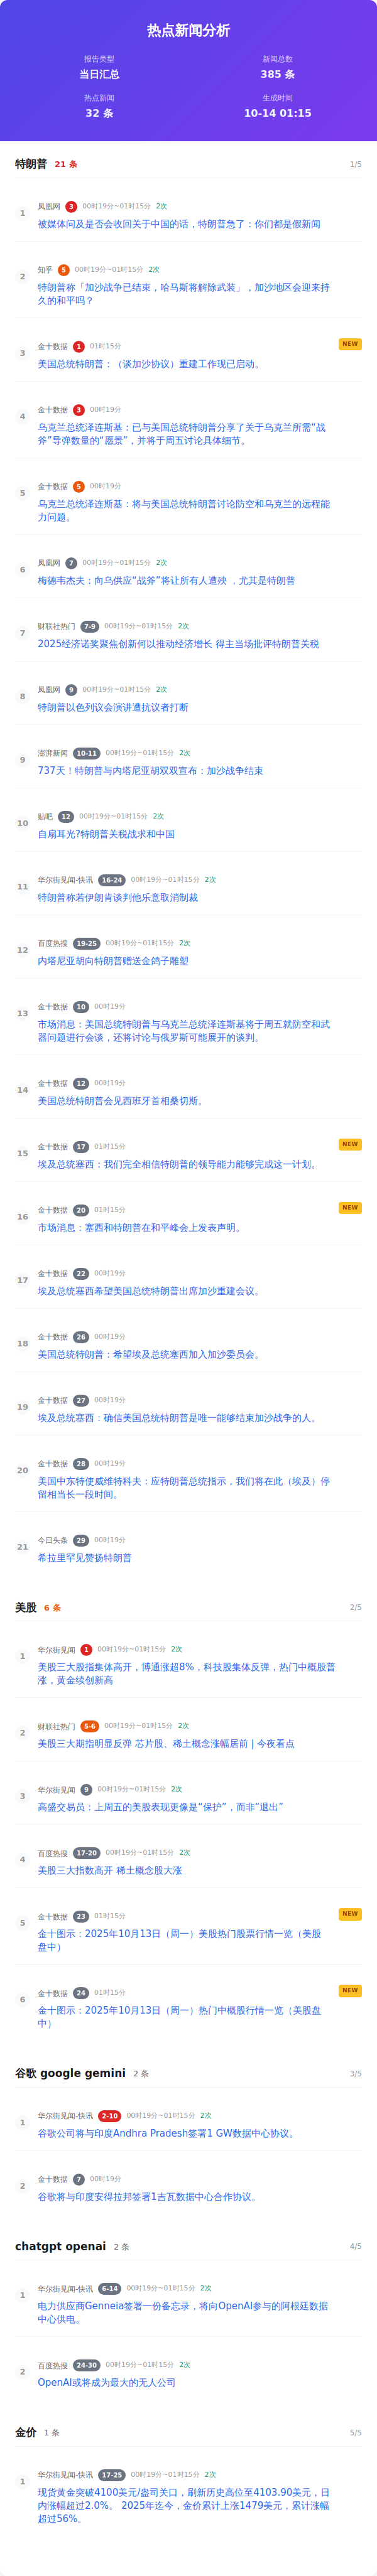 热点新闻分析
报告类型
当日汇总
新闻总数
385 条
热点新闻
32 条
生成时间
10-14 01:15
特朗普 21 条 1/5
1
凤凰网 3 00时19分~01时15分 2次
被媒体问及是否会收回关于中国的话，特朗普急了：你们都是假新闻
2
知乎 5 00时19分~01时15分 2次
特朗普称「加沙战争已结束，哈马斯将解除武装」，加沙地区会迎来持
久的和平吗？
3
金十数据 1 01时15分 NEW
美国总统特朗普：（谈加沙协议）重建工作现已启动。
4
金十数据 3 00时19分
乌克兰总统泽连斯基：已与美国总统特朗普分享了关于乌克兰所需“战
斧”导弹数量的“愿景”，并将于周五讨论具体细节。
5
金十数据 5 00时19分
乌克兰总统泽连斯基：将与美国总统特朗普讨论防空和乌克兰的远程能
力问题。
6
凤凰网 7 00时19分~01时15分 2次
梅德韦杰夫：向乌供应“战斧”将让所有人遭殃 ，尤其是特朗普
7
财联社热门 7-9 00时19分~01时15分 2次
2025经济诺奖聚焦创新何以推动经济增长 得主当场批评特朗普关税
8
凤凰网 9 00时19分~01时15分 2次
特朗普以色列议会演讲遭抗议者打断
9
澎湃新闻 10-11 00时19分~01时15分 2次
737天！特朗普与内塔尼亚胡双双宣布：加沙战争结束
10
贴吧 12 00时19分~01时15分 2次
自扇耳光?特朗普关税战求和中国
11
华尔街见闻-快讯 16-24 00时19分~01时15分 2次
特朗普称若伊朗肯谈判他乐意取消制裁
12
百度热搜 19-25 00时19分~01时15分 2次
内塔尼亚胡向特朗普赠送金鸽子雕塑
13
金十数据 10 00时19分
市场消息：美国总统特朗普与乌克兰总统泽连斯基将于周五就防空和武
器问题进行会谈，还将讨论与俄罗斯可能展开的谈判。
14
金十数据 12 00时19分
美国总统特朗普会见西班牙首相桑切斯。
15
金十数据 17 01时15分 NEW
埃及总统塞西：我们完全相信特朗普的领导能力能够完成这一计划。
16
金十数据 20 01时15分 NEW
市场消息：塞西和特朗普在和平峰会上发表声明。
17
金十数据 22 00时19分
埃及总统塞西希望美国总统特朗普出席加沙重建会议。
18
金十数据 26 00时19分
美国总统特朗普：希望埃及总统塞西加入加沙委员会。
19
金十数据 27 00时19分
埃及总统塞西：确信美国总统特朗普是唯一能够结束加沙战争的人。
20
金十数据 28 00时19分
美国中东特使威维特科夫：应特朗普总统指示，我们将在此（埃及）停
留相当长一段时间。
21
今日头条 29 00时19分
希拉里罕见赞扬特朗普
美股 6 条 2/5
1
华尔街见闻 1 00时19分~01时15分 2次
美股三大股指集体高开，博通涨超8%，科技股集体反弹，热门中概股普
涨，黄金续创新高
2
财联社热门 5-6 00时19分~01时15分 2次
美股三大期指明显反弹 芯片股、稀土概念涨幅居前 | 今夜看点
3
华尔街见闻 9 00时19分~01时15分 2次
高盛交易员：上周五的美股表现更像是“保护”，而非“退出”
4
百度热搜 17-20 00时19分~01时15分 2次
美股三大指数高开 稀土概念股大涨
5
金十数据 23 01时15分 NEW
金十图示：2025年10月13日（周一）美股热门股票行情一览（美股
盘中）
6
金十数据 24 01时15分 NEW
金十图示：2025年10月13日（周一）热门中概股行情一览（美股盘
中）
谷歌 google gemini 2 条 3/5
1
华尔街见闻-快讯 2-10 00时19分~01时15分 2次
谷歌公司将与印度Andhra Pradesh签署1 GW数据中心协议。
2
金十数据 7 00时19分
谷歌将与印度安得拉邦签署1吉瓦数据中心合作协议。
chatgpt openai 2 条 4/5
1
华尔街见闻-快讯 6-14 00时19分~01时15分 2次
电力供应商Genneia签署一份备忘录，将向OpenAI参与的阿根廷数据
中心供电。
2
百度热搜 24-30 00时19分~01时15分 2次
OpenAI或将成为最大的无人公司
金价 1 条 5/5
1
华尔街见闻-快讯 17-25 00时19分~01时15分 2次
现货黄金突破4100美元/盎司关口，刷新历史高位至4103.90美元，日
内涨幅超过2.0%。 2025年迄今，金价累计上涨1479美元，累计涨幅
超过56%。